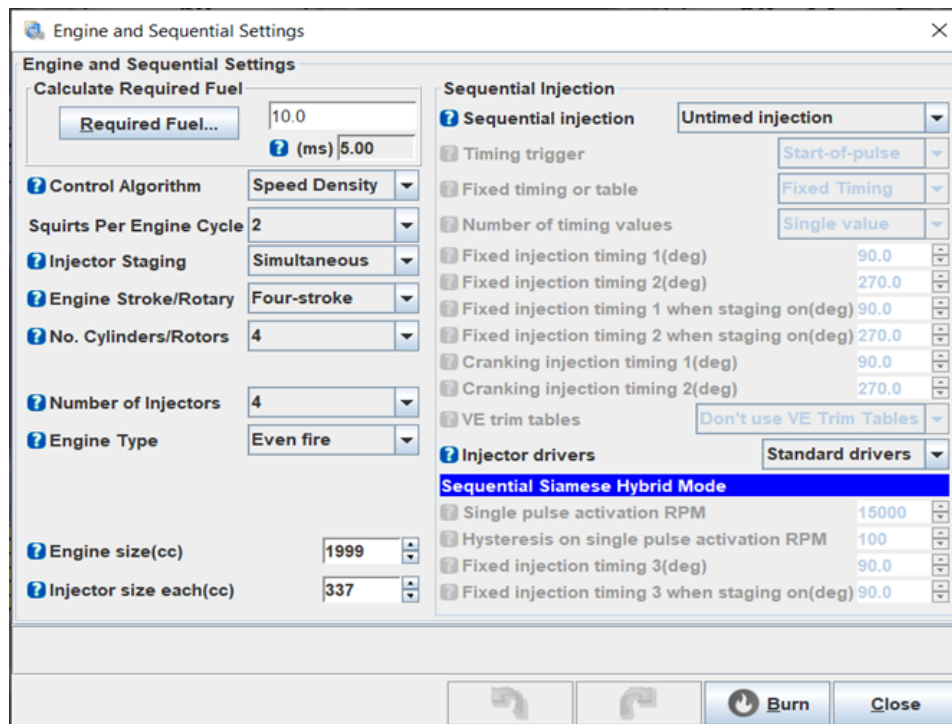 Engine and Sequential Settings
Engine and Sequential Settings
Calculate Required Fuel
Required Fuel... 10.0
(ms) 5.00
Control Algorithm Speed Density
Squirts Per Engine Cycle 2
Injector Staging Simultaneous
Engine Stroke/Rotary Four-stroke
No. Cylinders/Rotors 4
Number of Injectors 4
Engine Type Even fire
Engine size(cc) 1999
Injector size each(cc) 337
Sequential Injection
Sequential injection Untimed injection
Timing trigger Start-of-pulse
Fixed timing or table Fixed Timing
Number of timing values Single value
Fixed injection timing 1(deg) 90.0
Fixed injection timing 2(deg) 270.0
Fixed injection timing 1 when staging on(deg) 90.0
Fixed injection timing 2 when staging on(deg) 270.0
Cranking injection timing 1(deg) 90.0
Cranking injection timing 2(deg) 270.0
VE trim tables Don't use VE Trim Tables
Injector drivers Standard drivers
Sequential Siamese Hybrid Mode
Single pulse activation RPM 15000
Hysteresis on single pulse activation RPM 100
Fixed injection timing 3(deg) 90.0
Fixed injection timing 3 when staging on(deg) 90.0
Burn Close